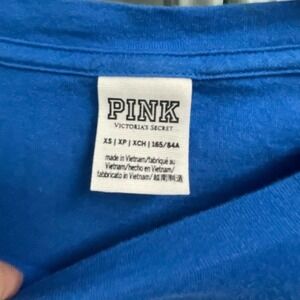 PINK
VICTORIA'S SECRET
XS | XP | XCH | 165/84A
made in Vietnam/fabriqué au
Vietnam/hecho en Vietnam/
fabbricato in Vietnam/越南制造